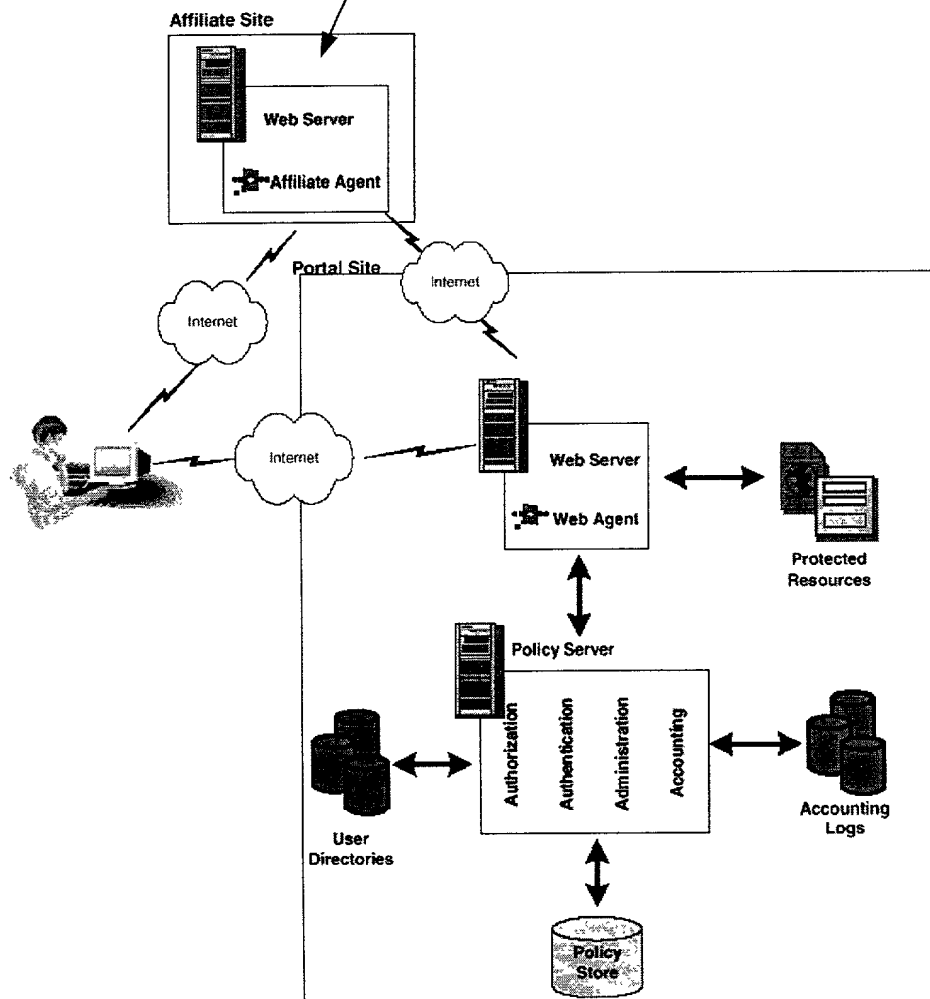 Affiliate Site
Web Server
Affiliate Agent
Portal Site
Internet
Internet
Internet
Web Server
Web Agent
Protected
Resources
Policy Server
Authorization
Authentication
Administration
Accounting
User
Directories
Accounting
Logs
Policy
Store